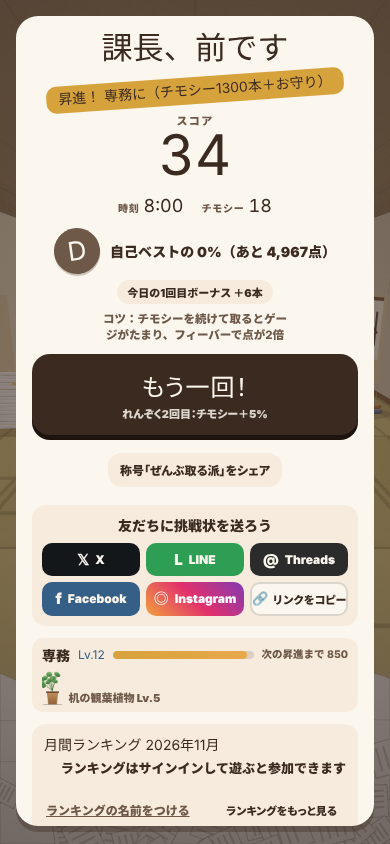 課長、前です
昇進！ 専務に（チモシー1300本＋お守り）
スコア
34
時刻 8:00 チモシー 18
D 自己ベストの 0%（あと 4,967点）
今日の1回目ボーナス ＋6本
コツ：チモシーを続けて取るとゲー
ジがたまり、フィーバーで点が2倍
もう一回！
れんぞく2回目：チモシー＋5%
称号「ぜんぶ取る派」をシェア
友だちに挑戦状を送ろう
𝕏 X L LINE @ Threads
f Facebook ◎ Instagram 🔗 リンクをコピー
専務 Lv.12 次の昇進まで 850
机の観葉植物 Lv.5
月間ランキング 2026年11月
ランキングはサインインして遊ぶと参加できます
ランキングの名前をつける ランキングをもっと見る